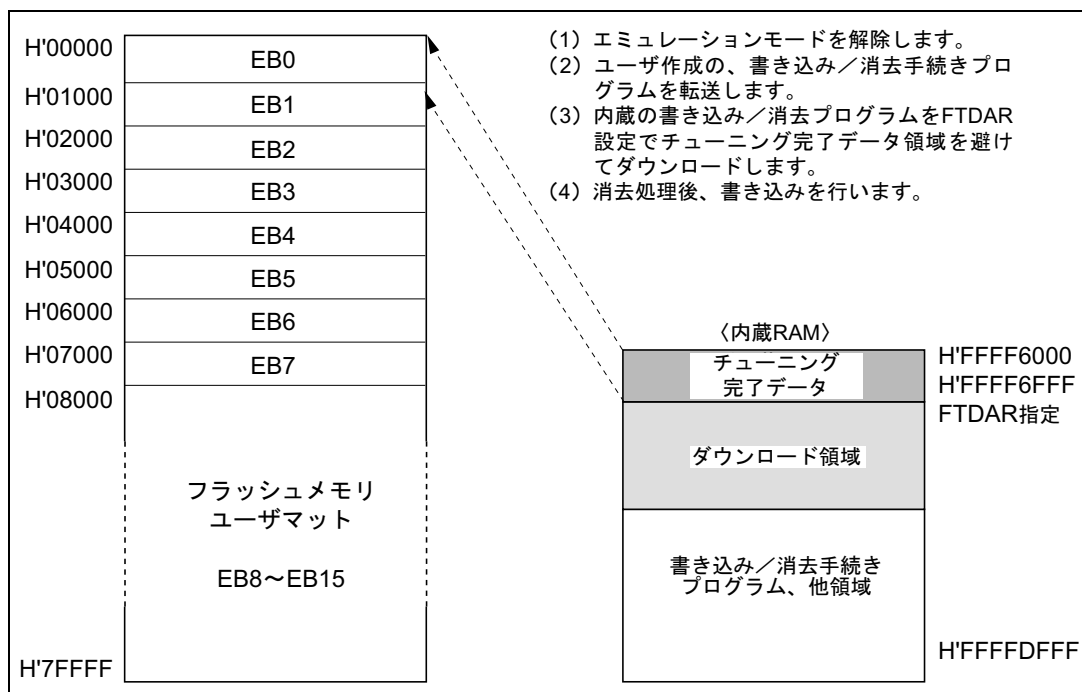 H'00000
EB0
H'01000
EB1
H'02000
EB2
H'03000
EB3
H'04000
EB4
H'05000
EB5
H'06000
EB6
H'07000
EB7
H'08000
フラッシュメモリ
ユーザマット
EB8～EB15
H'7FFFF
（1）エミュレーションモードを解除します。
（2）ユーザ作成の、書き込み／消去手続きプロ
グラムを転送します。
（3）内蔵の書き込み／消去プログラムをFTDAR
設定でチューニング完了データ領域を避け
てダウンロードします。
（4）消去処理後、書き込みを行います。
〈内蔵RAM〉
チューニング
完了データ
H'FFFF6000
H'FFFF6FFF
FTDAR指定
ダウンロード領域
書き込み／消去手続き
プログラム、他領域
H'FFFFDFFF